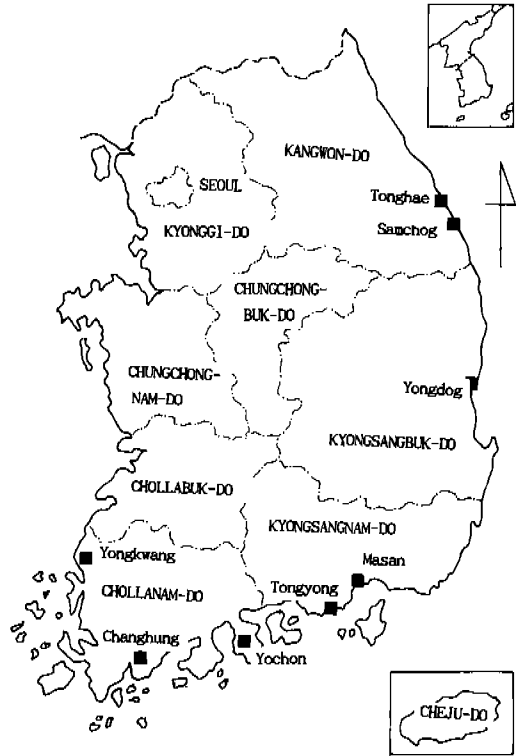 KANGWON-DO
SEOUL
Tonghae
Samchog
KYONGGI-DO
CHUNGCHONG-
BUK-DO
CHUNGCHONG-
NAM-DO
Yongdog
KYONGSANGBUK-DO
CHOLLABUK-DO
KYONGSANGNAM-DO
Yongkwang
Masan
CHOLLANAM-DO
Tongyong
Changhung
Yochon
CHEJU-DO